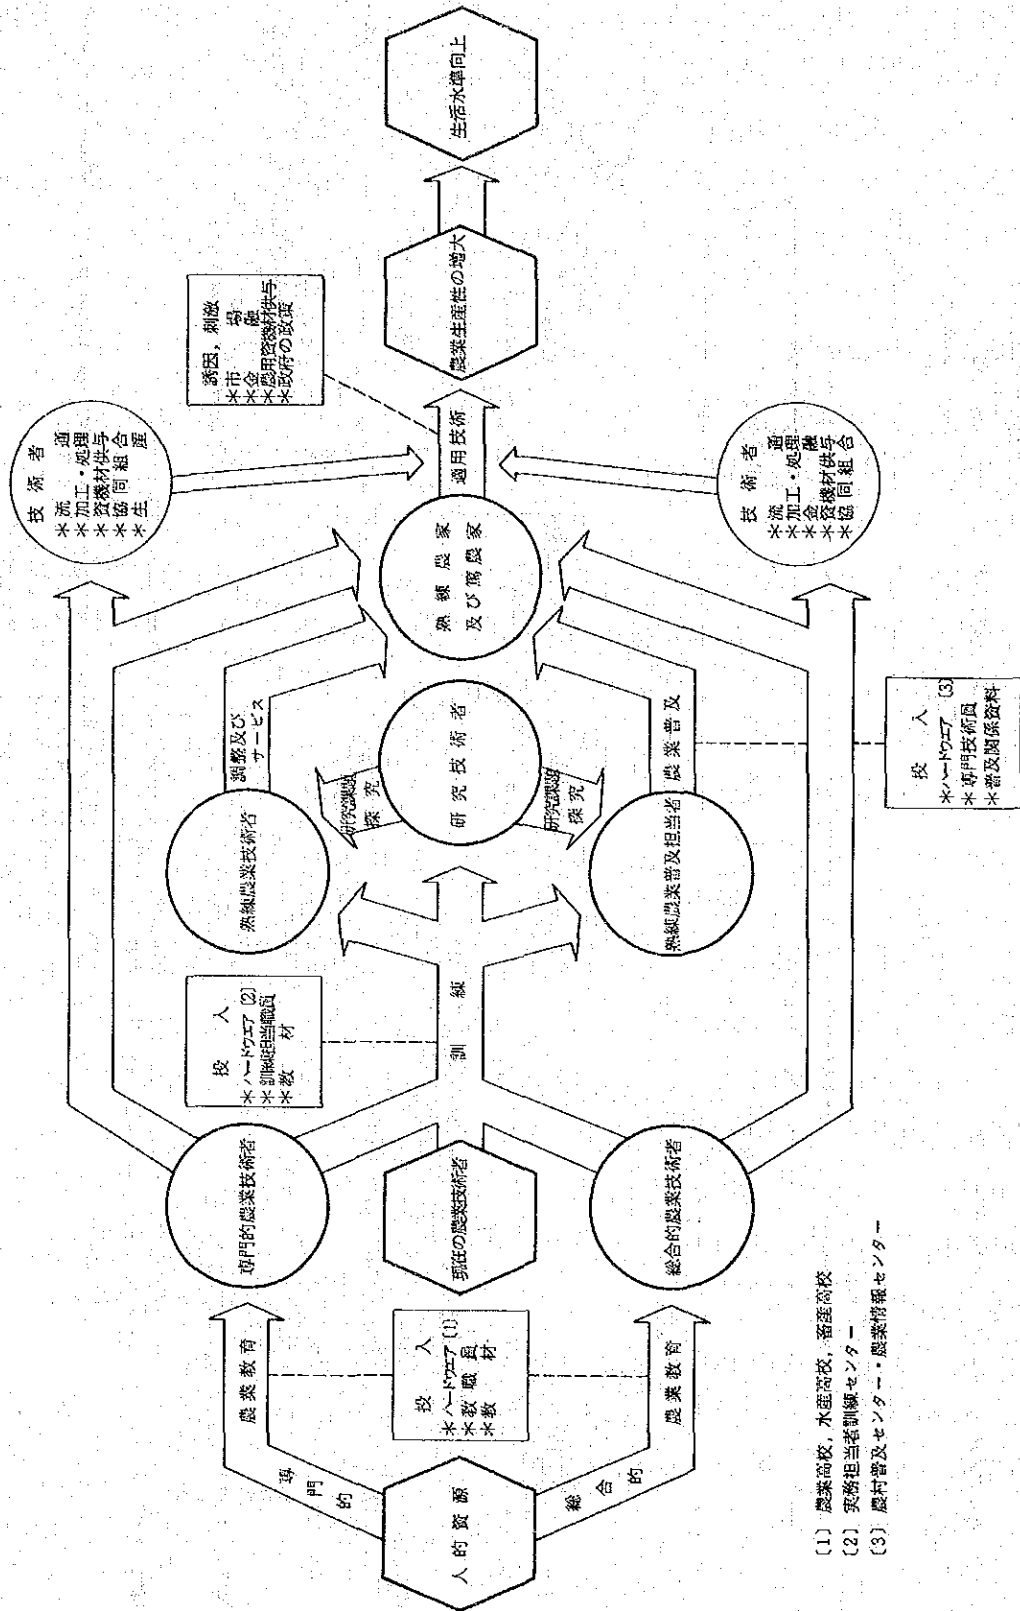 人的資源
専門的
農業教育
総合的
農業教育
投入
*ハードウエア〔1〕
*教職員
*教材
専門的農業技術者
現在の農業技術者
総合的農業技術者
投入
*ハードウエア〔2〕
*訓練担当職員
*教材
訓練
熟練農業技術者
研究技術者
熟練農業普及担当者
研究課題
探究
研究課題
探究
調整及び
サービス
農業普及
投入
*ハードウエア〔3〕
*専門技術員
*普及関係資料
熟練農家
及び篤農家
技術者
*流通
*加工・処理
*資機材供与
*協同組合
*生産
技術者
*流通
*加工・処理
*金融
*資機材供与
*協同組合
適用技術
誘因，刺激
*市場
*金融
*農用資機材供与
*政府の政策
農業生産性の増大
生活水準向上
〔1〕 農業高校，水産高校，畜産高校
〔2〕 実務担当者訓練センター
〔3〕 農村普及センター・農業情報センター